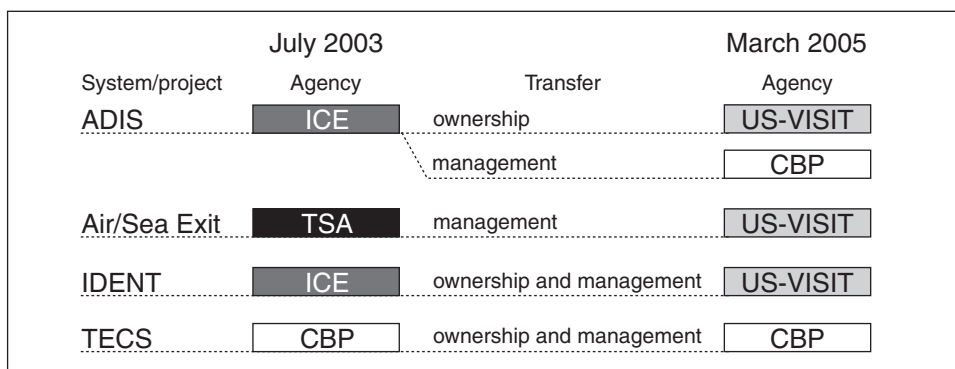 July 2003 March 2005
System/project Agency Transfer Agency
ADIS ICE ownership US-VISIT
management CBP
Air/Sea Exit TSA management US-VISIT
IDENT ICE ownership and management US-VISIT
TECS CBP ownership and management CBP